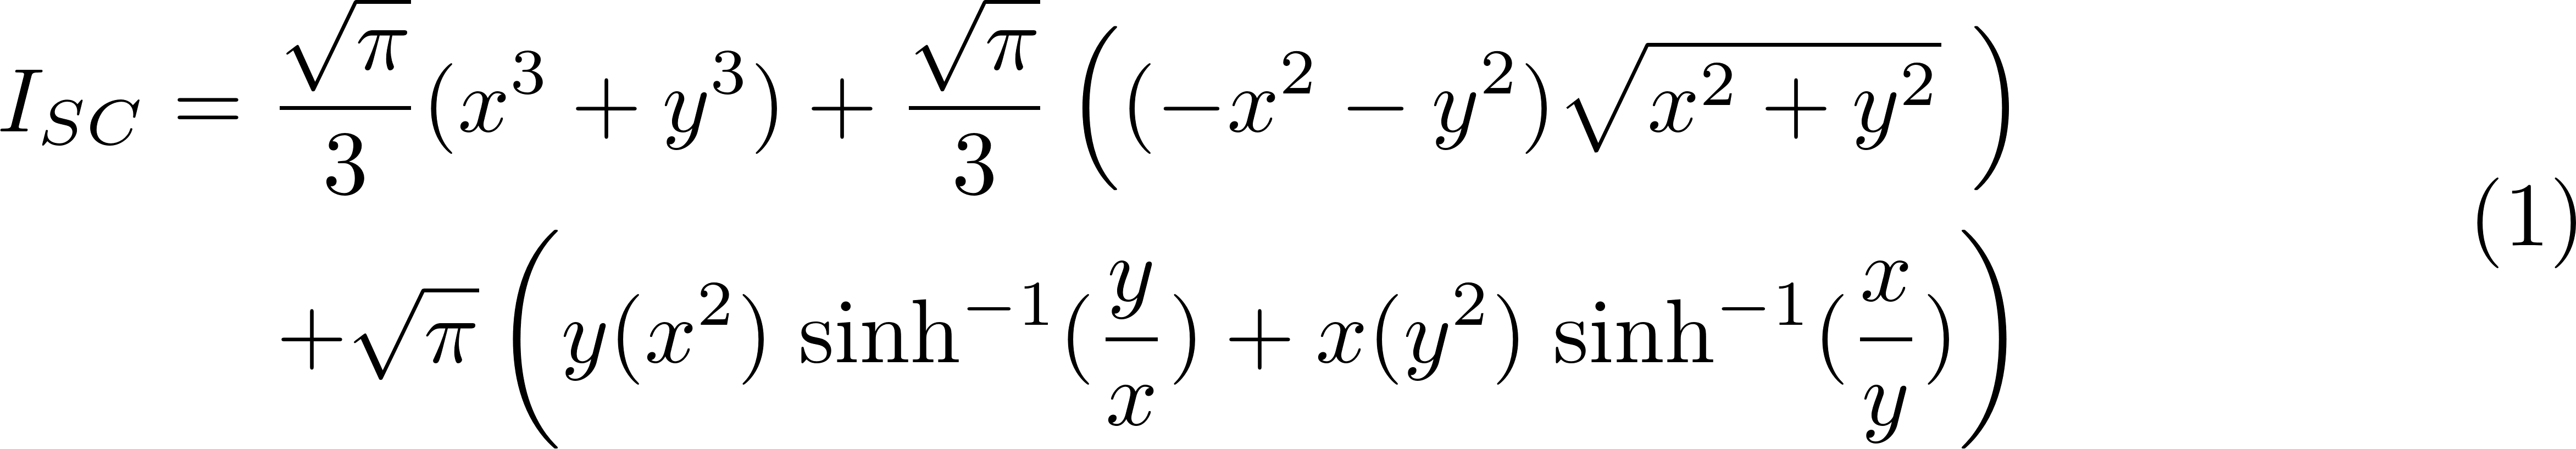 I_{SC} = \frac{\sqrt{\pi}}{3}(x^3 + y^3) + \frac{\sqrt{\pi}}{3}\left((-x^2 - y^2)\sqrt{x^2 + y^2}\right)
+\sqrt{\pi}\left(y(x^2)\sinh^{-1}(\frac{y}{x}) + x(y^2)\sinh^{-1}(\frac{x}{y})\right) (1)